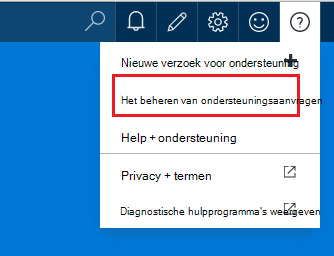 Nieuwe verzoek voor ondersteuning
Het beheren van ondersteuningsaanvragen
Help + ondersteuning
Privacy + termen
Diagnostische hulpprogramma's weergeven